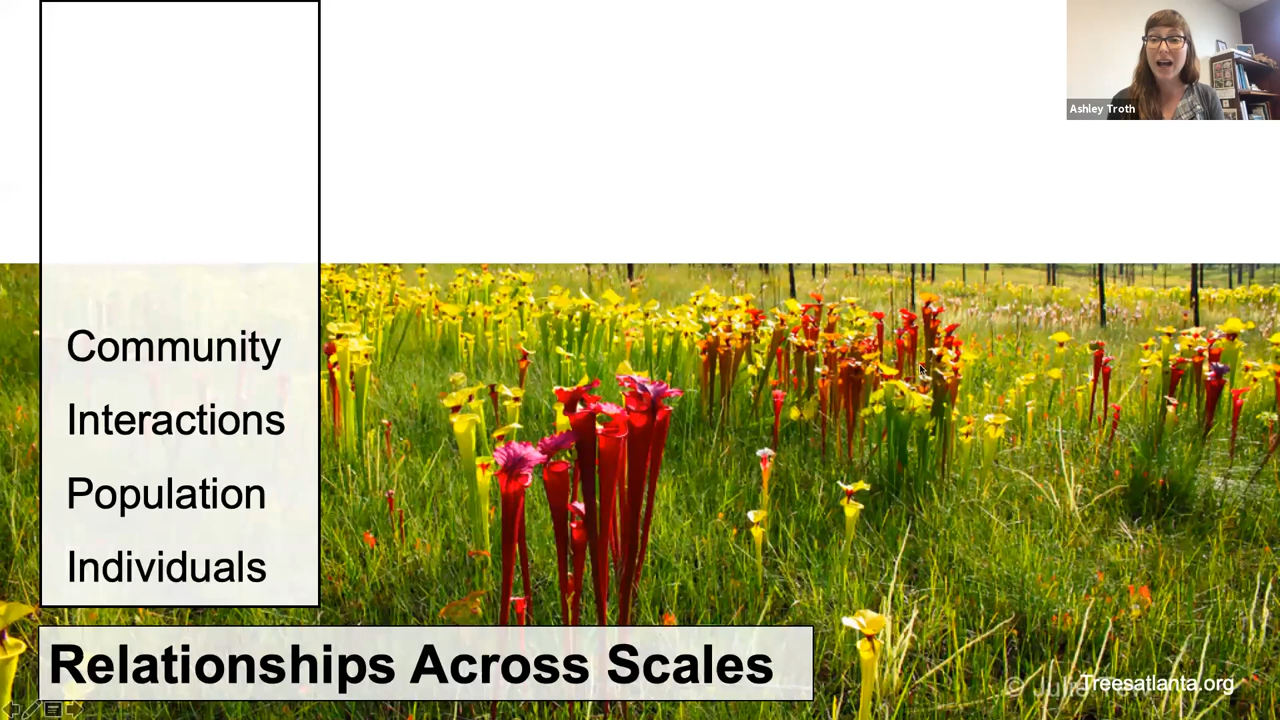 Ashley Troth
Community
Interactions
Population
Individuals
Relationships Across Scales
Treesatlanta.org